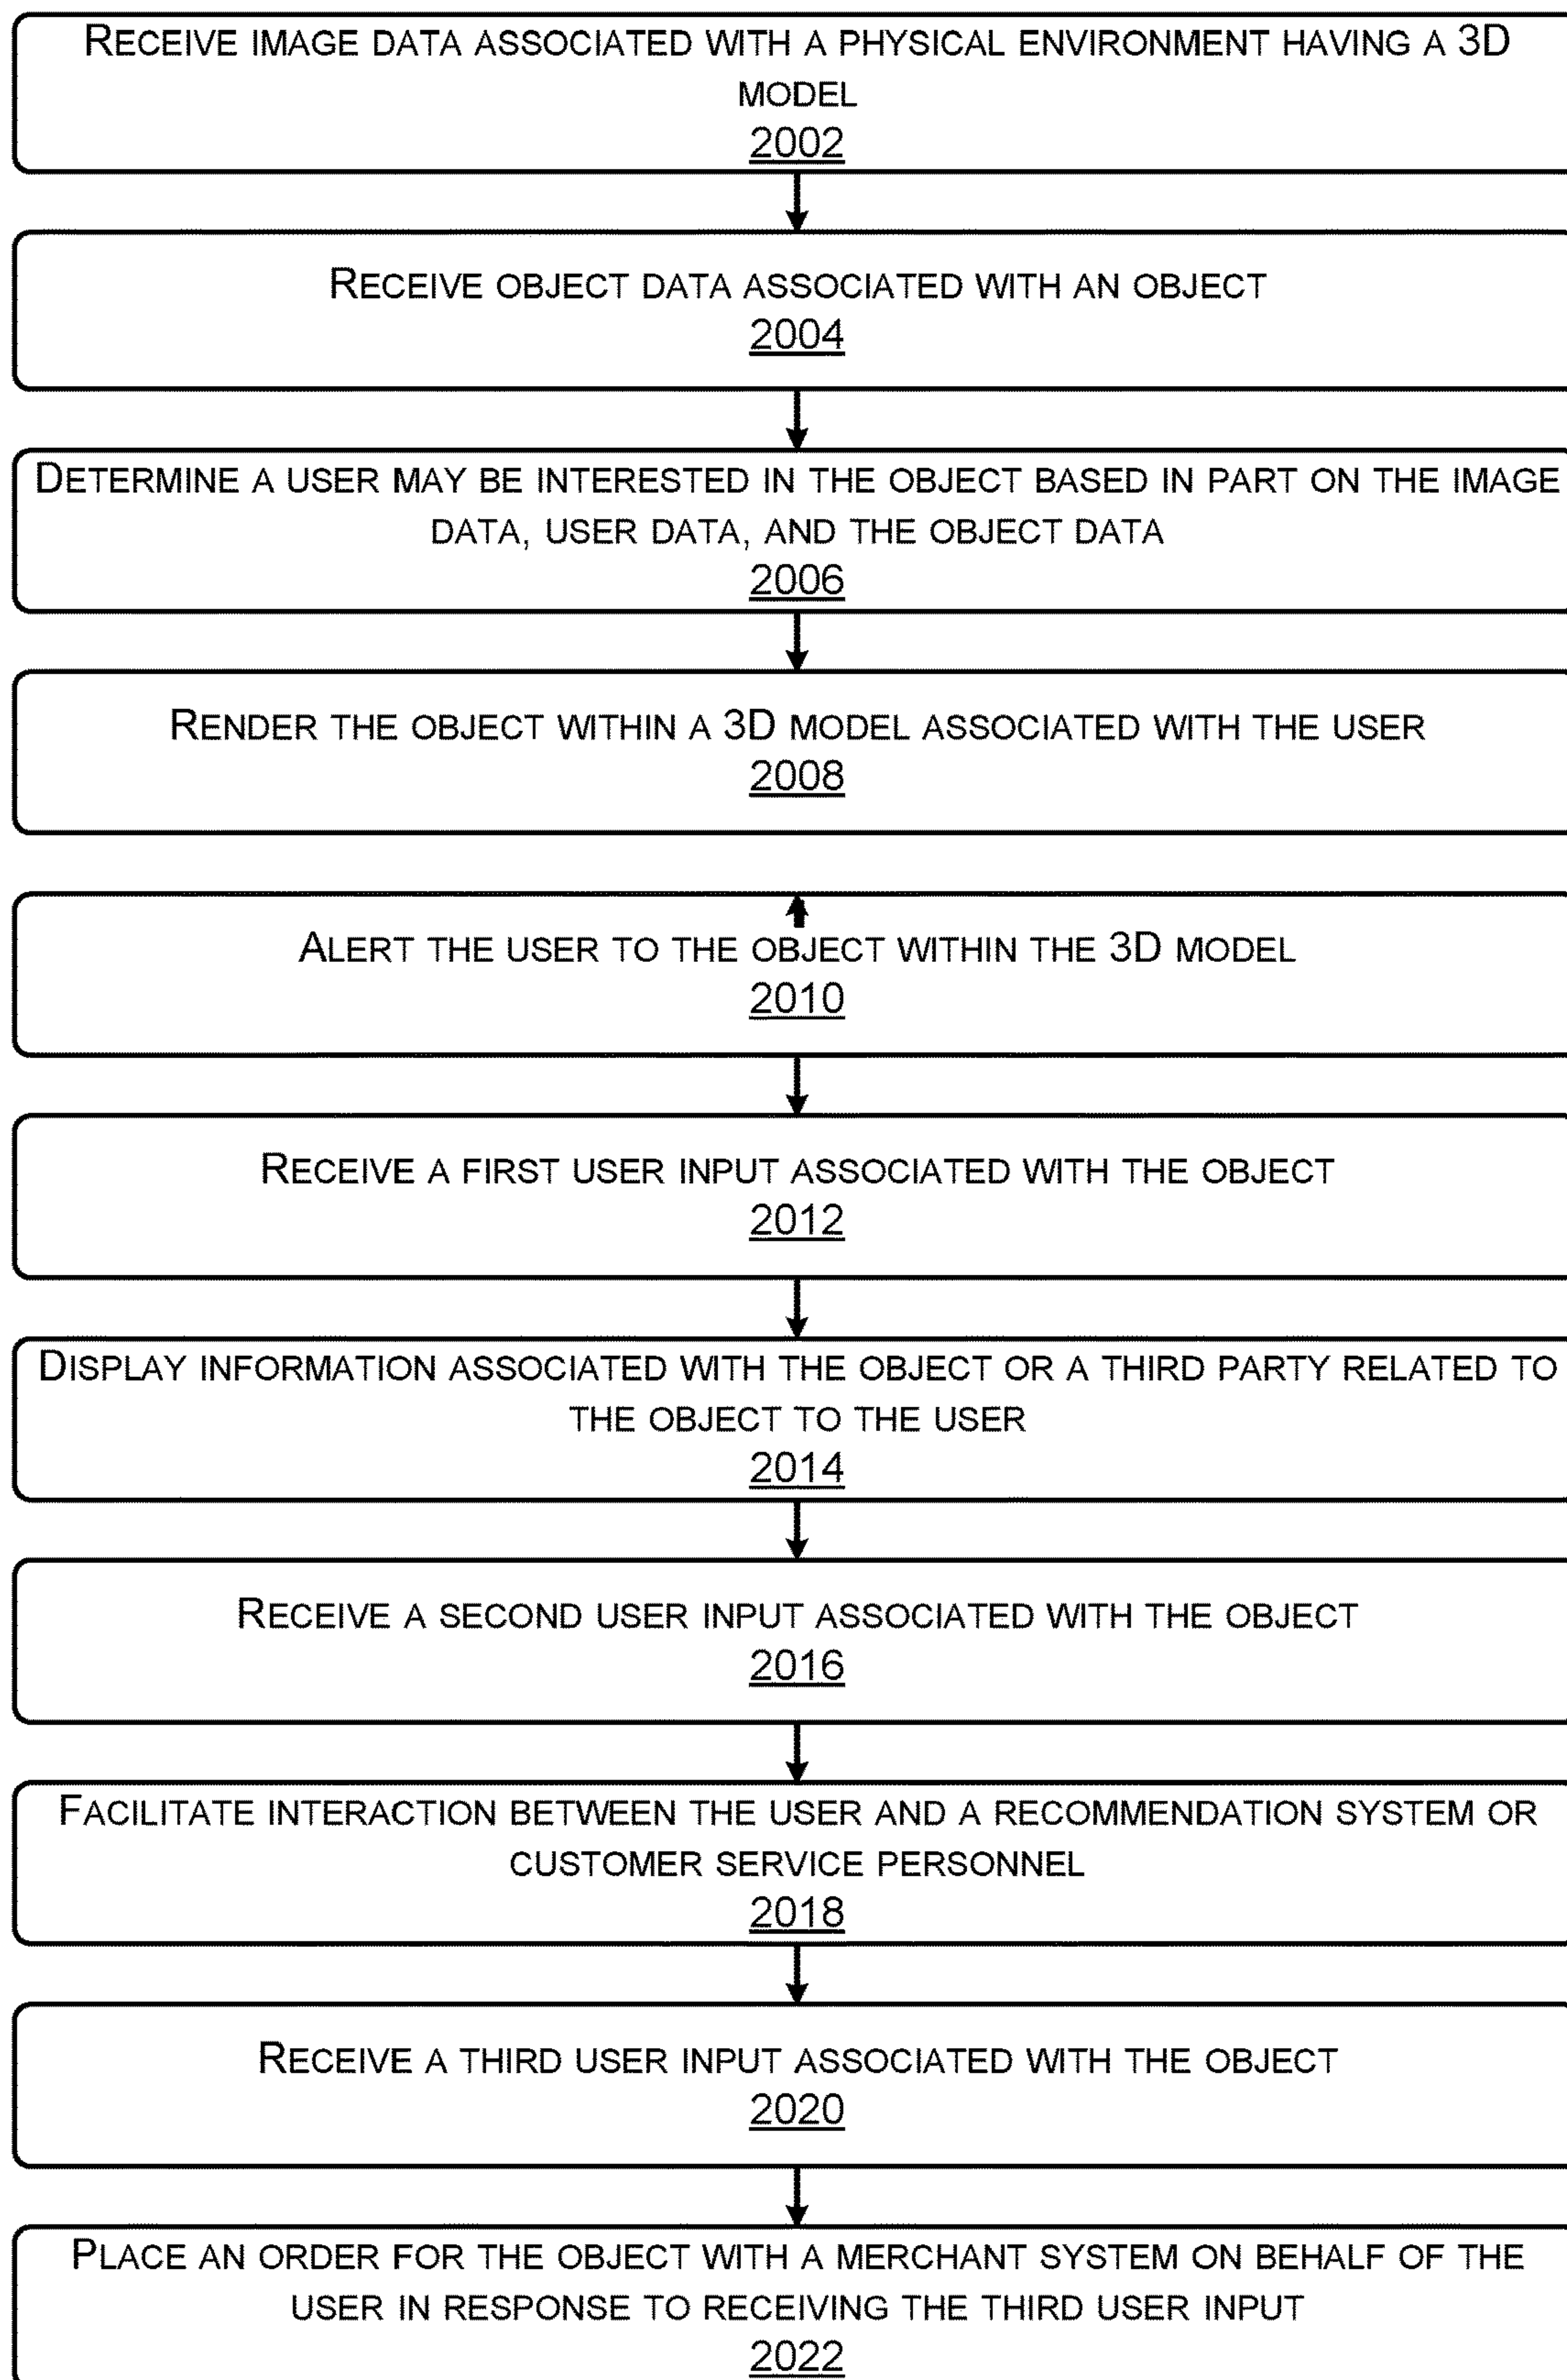 RECEIVE IMAGE DATA ASSOCIATED WITH A PHYSICAL ENVIRONMENT HAVING A 3D
MODEL
2002
RECEIVE OBJECT DATA ASSOCIATED WITH AN OBJECT
2004
DETERMINE A USER MAY BE INTERESTED IN THE OBJECT BASED IN PART ON THE IMAGE
DATA, USER DATA, AND THE OBJECT DATA
2006
RENDER THE OBJECT WITHIN A 3D MODEL ASSOCIATED WITH THE USER
2008
ALERT THE USER TO THE OBJECT WITHIN THE 3D MODEL
2010
RECEIVE A FIRST USER INPUT ASSOCIATED WITH THE OBJECT
2012
DISPLAY INFORMATION ASSOCIATED WITH THE OBJECT OR A THIRD PARTY RELATED TO
THE OBJECT TO THE USER
2014
RECEIVE A SECOND USER INPUT ASSOCIATED WITH THE OBJECT
2016
FACILITATE INTERACTION BETWEEN THE USER AND A RECOMMENDATION SYSTEM OR
CUSTOMER SERVICE PERSONNEL
2018
RECEIVE A THIRD USER INPUT ASSOCIATED WITH THE OBJECT
2020
PLACE AN ORDER FOR THE OBJECT WITH A MERCHANT SYSTEM ON BEHALF OF THE
USER IN RESPONSE TO RECEIVING THE THIRD USER INPUT
2022